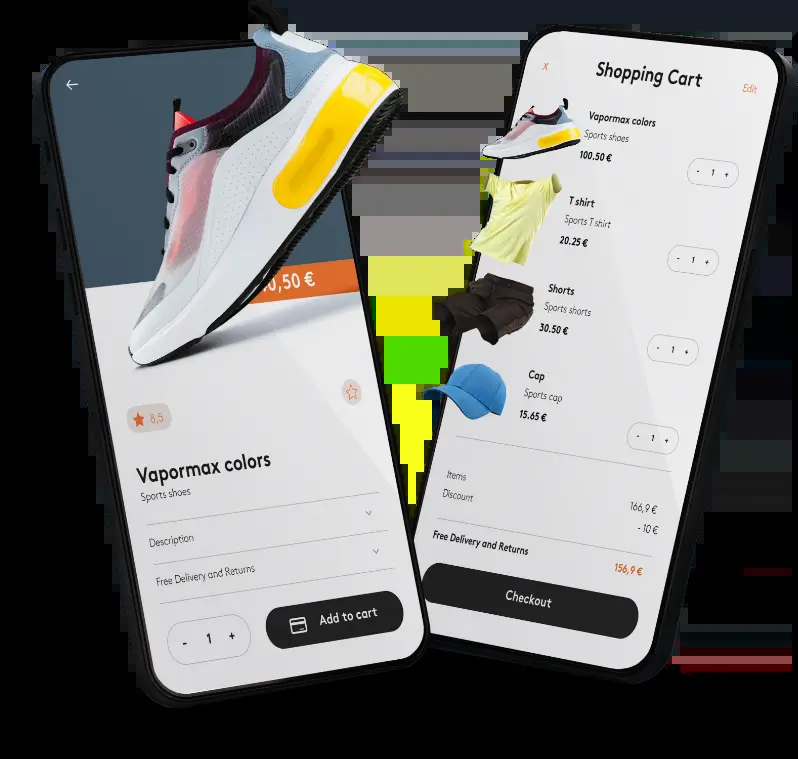 0,50 €
8,5
Vapormax colors
Sports shoes
Description
Free Delivery and Returns
- 1 +
Add to cart
x
Shopping Cart
Edit
Vapormax colors
Sports shoes
100.50 €
- 1 +
T shirt
Sports T shirt
20.25 €
- 1 +
Shorts
Sports shorts
30.50 €
- 1 +
Cap
Sports cap
15.65 €
- 1 +
Items
166,9 €
Discount
- 10 €
Free Delivery and Returns
156,9 €
Checkout